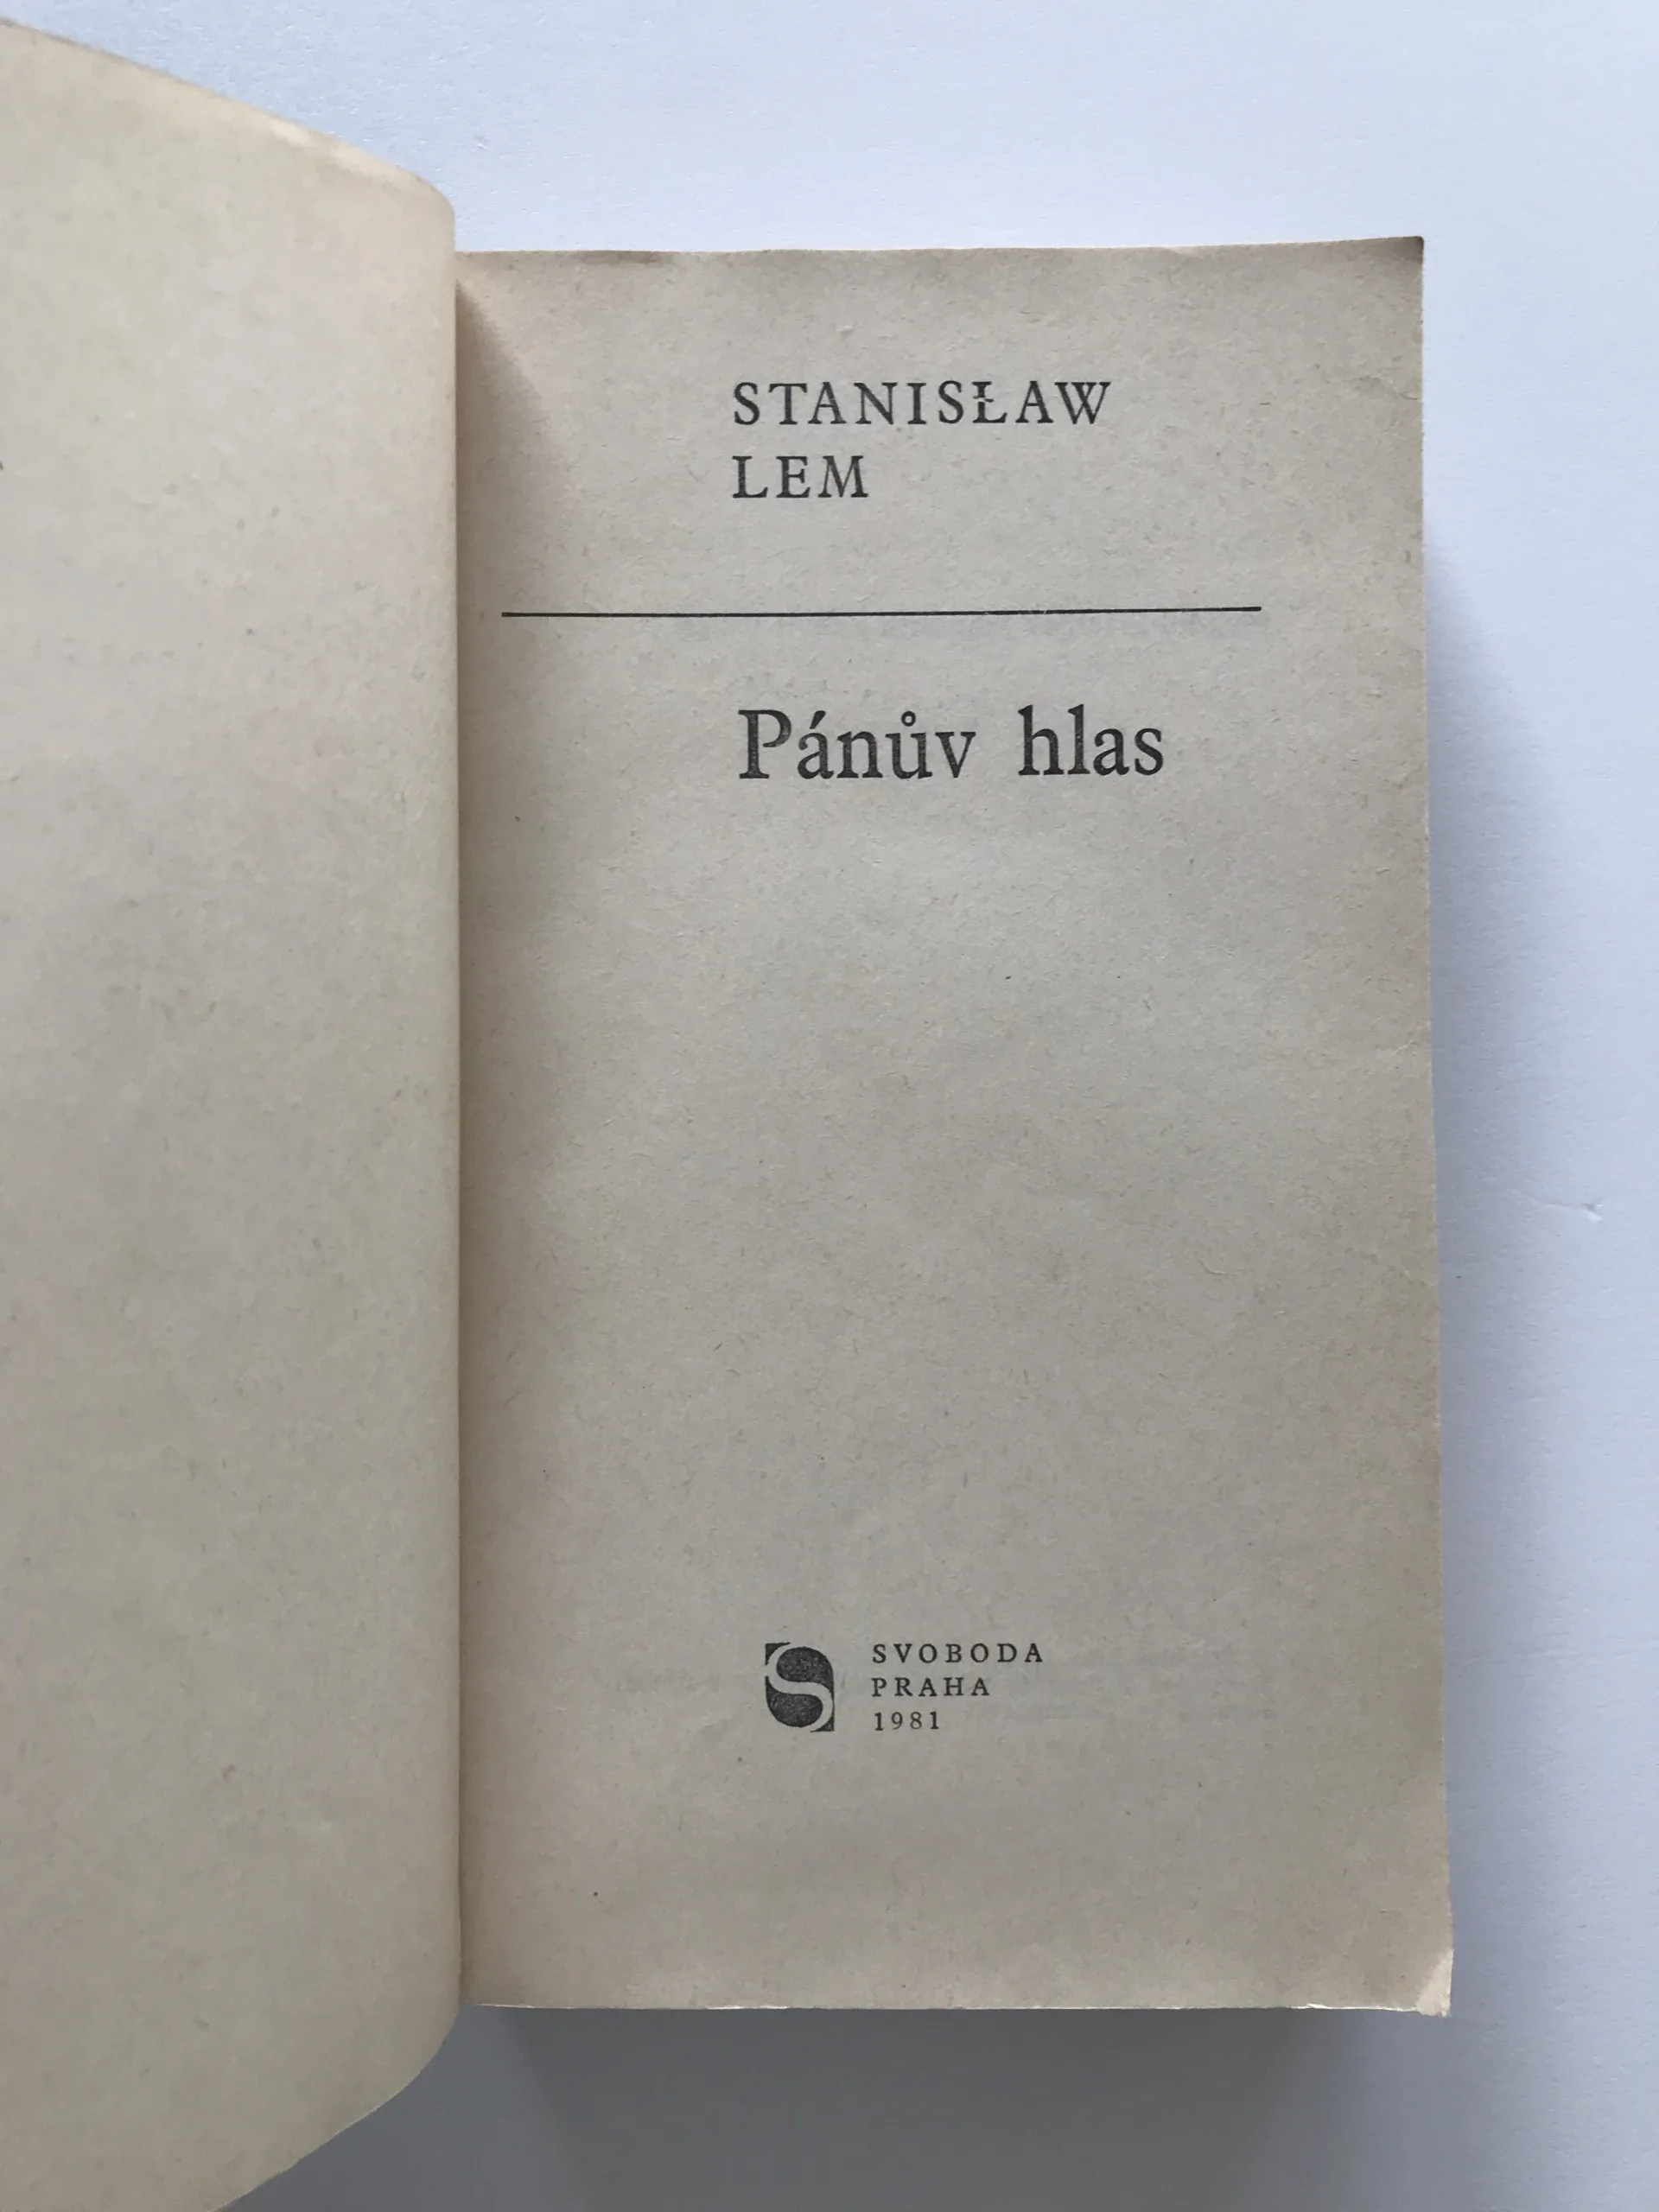 STANISŁAW
LEM
Pánův hlas
SVOBODA
PRAHA
1981